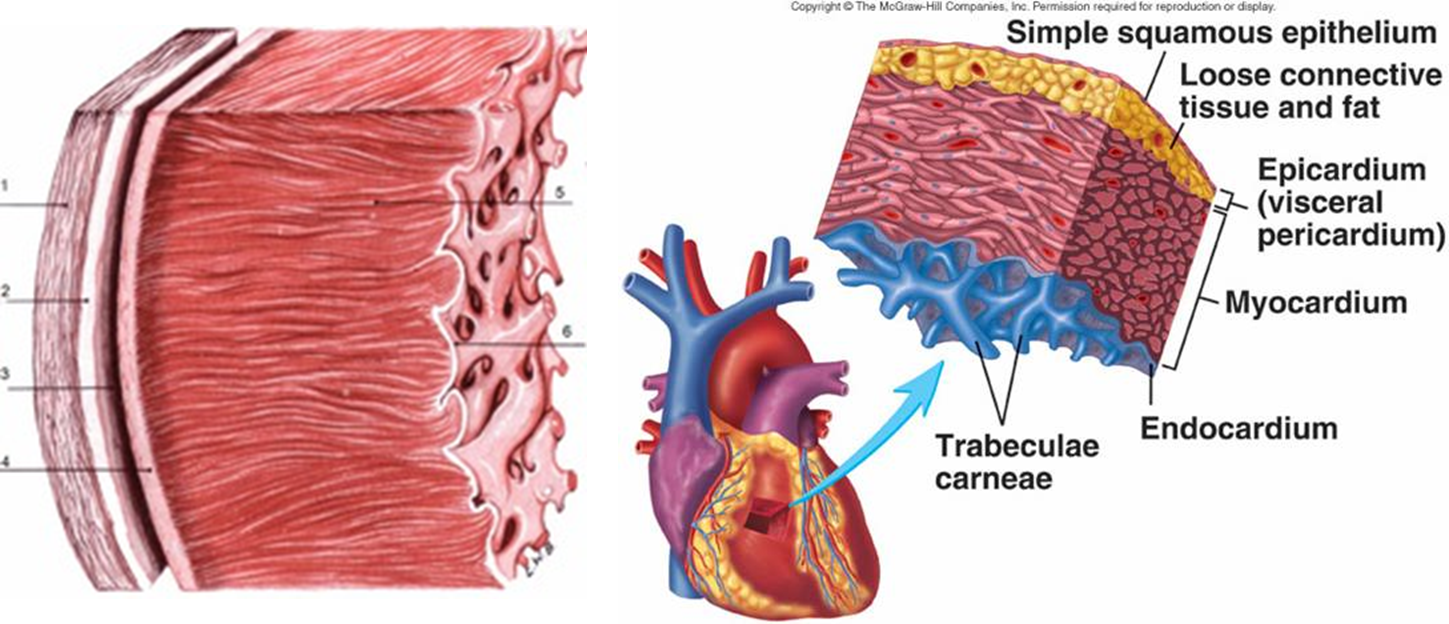 Copyright © The McGraw-Hill Companies, Inc. Permission required for reproduction or display.
1
2
3
4
5
6
Simple squamous epithelium
Loose connective
tissue and fat
Epicardium
(visceral
pericardium)
Myocardium
Endocardium
Trabeculae
carneae